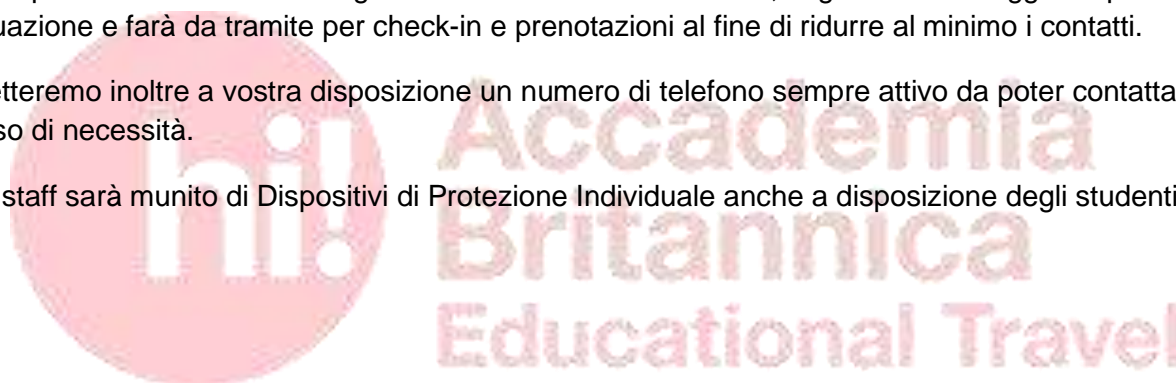 uazione e farà da tramite per check-in e prenotazioni al fine di ridurre al minimo i contatti.
etteremo inoltre a vostra disposizione un numero di telefono sempre attivo da poter contatta
so di necessità.
staff sarà munito di Dispositivi di Protezione Individuale anche a disposizione degli studenti
hi! Accademia
Britannica
Educational Travel